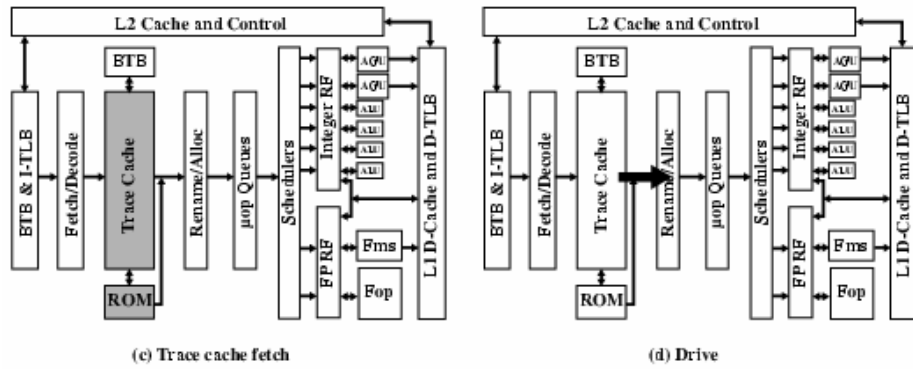 L2 Cache and Control
BTB
BTB & I-TLB
Fetch/Decode
Trace Cache
ROM
Rename/Alloc
µop Queues
Schedulers
Integer RF
FP RF
AGU
AGU
ALU
ALU
ALU
ALU
Fms
Fop
L1 D-Cache and D-TLB
(c) Trace cache fetch
L2 Cache and Control
BTB
BTB & I-TLB
Fetch/Decode
Trace Cache
ROM
Rename/Alloc
µop Queues
Schedulers
Integer RF
FP RF
AGU
AGU
ALU
ALU
ALU
ALU
Fms
Fop
L1 D-Cache and D-TLB
(d) Drive